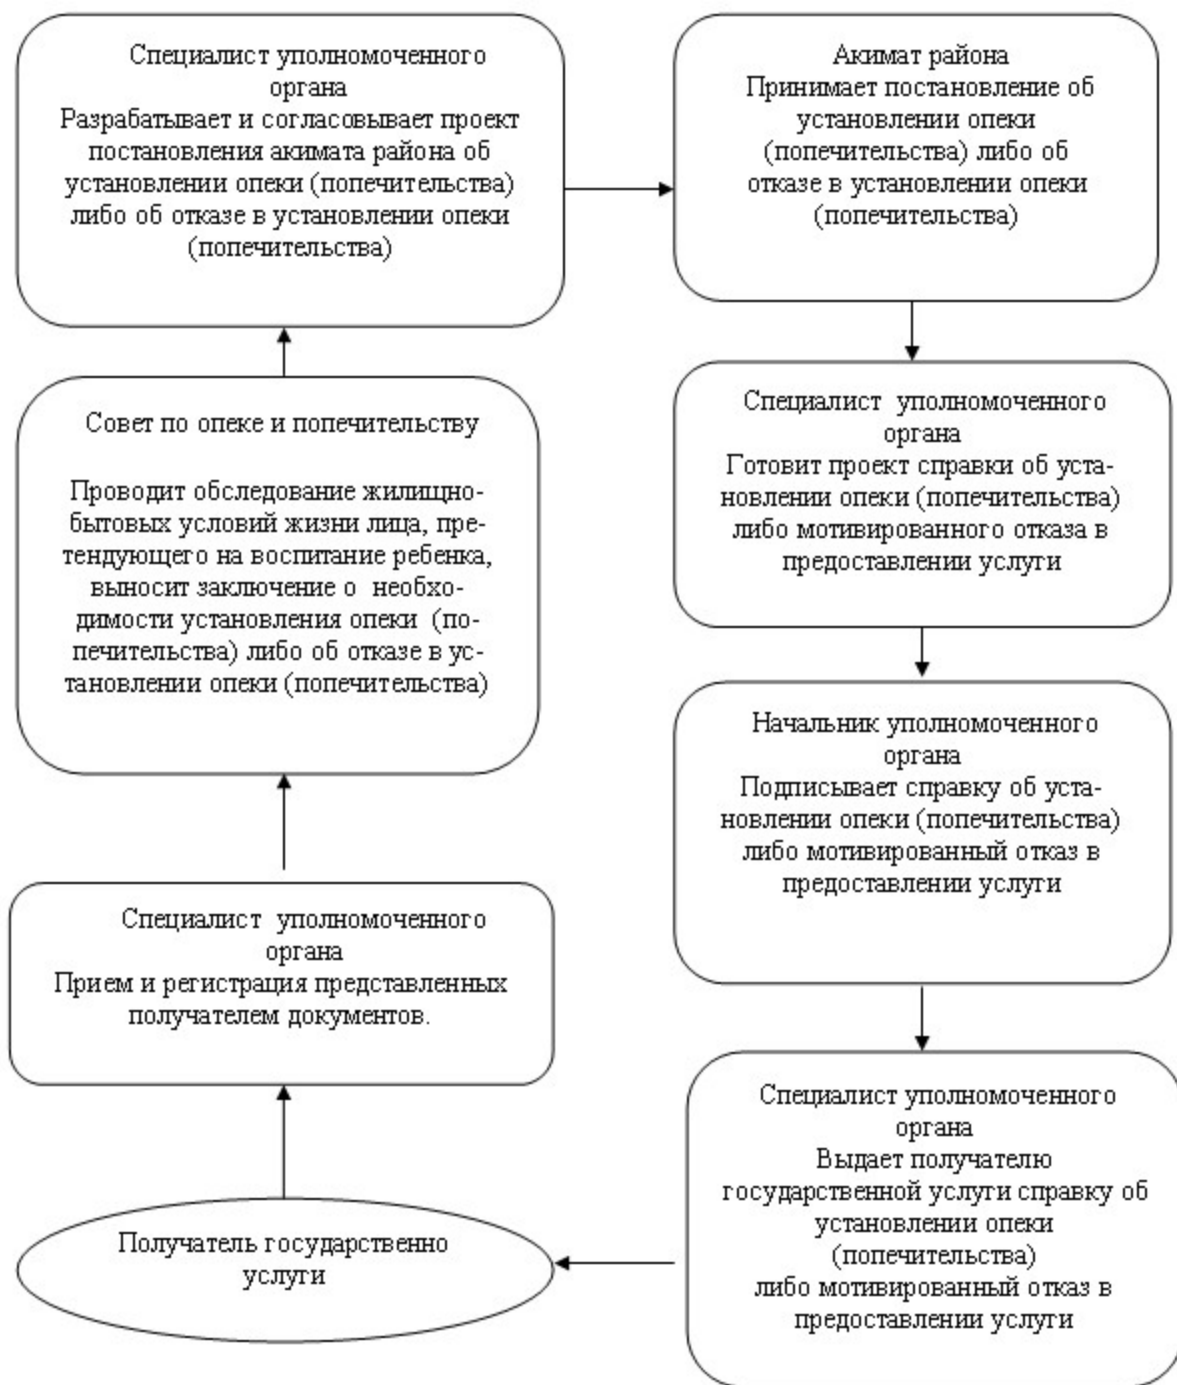 Специалист уполномоченного
органа
Разрабатывает и согласовывает проект
постановления акимата района об
установлении опеки (попечительства)
либо об отказе в установлении опеки
(попечительства)
Акимат района
Принимает постановление об
установлении опеки
(попечительства) либо об
отказе в установлении опеки
(попечительства)
Совет по опеке и попечительству
Проводит обследование жилищно-
бытовых условий жизни лица, пре-
тендующего на воспитание ребенка,
выносит заключение о необхо-
димости установления опеки (по-
печительства) либо об отказе в ус-
тановлении опеки (попечительства)
Специалист уполномоченного
органа
Готовит проект справки об уста-
новлении опеки (попечительства)
либо мотивированного отказа в
предоставлении услуги
Начальник уполномоченного
органа
Подписывает справку об уста-
новлении опеки (попечительства)
либо мотивированный отказ в
предоставлении услуги
Специалист уполномоченного
органа
Прием и регистрация представленных
получателем документов.
Специалист уполномоченного
органа
Выдает получателю
государственной услуги справку об
установлении опеки
(попечительства)
либо мотивированный отказ в
предоставлении услуги
Получатель государственно
услуги